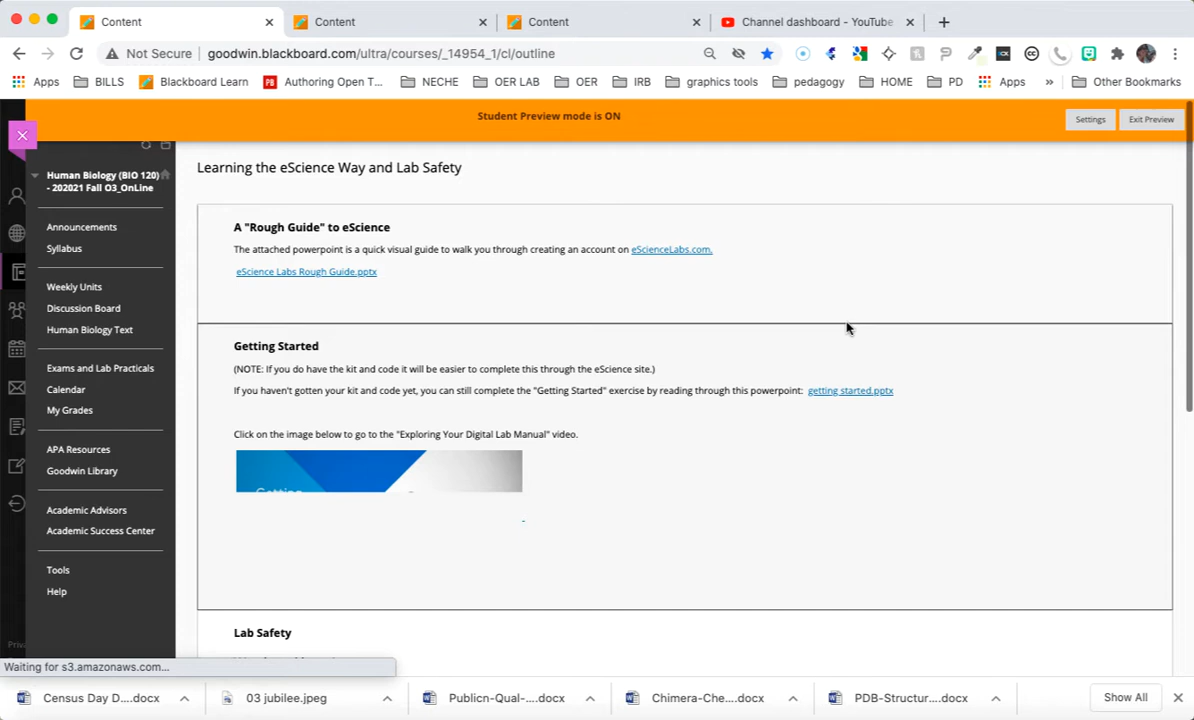 Content
Content
Content
Channel dashboard - YouTube
Not Secure
goodwin.blackboard.com/ultra/courses/_14954_1/cl/outline
Apps
BILLS
Blackboard Learn
Authoring Open T...
NECHE
OER LAB
OER
IRB
graphics tools
pedagogy
HOME
PD
Apps
»
Other Bookmarks
Student Preview mode is ON
Settings
Exit Preview
Human Biology (BIO 120)
- 202021 Fall O3_OnLine
Announcements
Syllabus
Weekly Units
Discussion Board
Human Biology Text
Exams and Lab Practicals
Calendar
My Grades
APA Resources
Goodwin Library
Academic Advisors
Academic Success Center
Tools
Help
Learning the eScience Way and Lab Safety
A "Rough Guide" to eScience
The attached powerpoint is a quick visual guide to walk you through creating an account on eScienceLabs.com.
eScience Labs Rough Guide.pptx
Getting Started
(NOTE: If you do have the kit and code it will be easier to complete this through the eScience site.)
If you haven't gotten your kit and code yet, you can still complete the "Getting Started" exercise by reading through this powerpoint: getting started.pptx
Click on the image below to go to the "Exploring Your Digital Lab Manual" video.
Getting
Lab Safety
Waiting for s3.amazonaws.com...
Census Day D....docx
03 jubilee.jpeg
Publicn-Qual-....docx
Chimera-Che....docx
PDB-Structur....docx
Show All